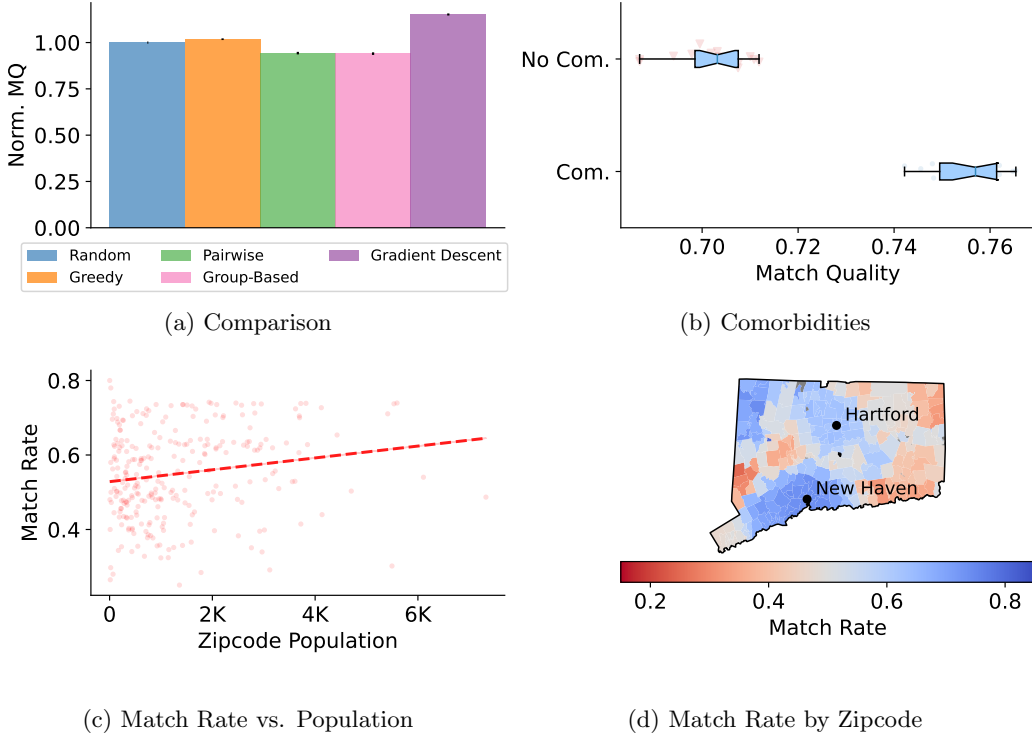 Norm. MQ
1.00
0.75
0.50
0.25
0.00
Random
Greedy
Pairwise
Group-Based
Gradient Descent
(a) Comparison
No Com.
Com.
0.70 0.72 0.74 0.76
Match Quality
(b) Comorbidities
Match Rate
0.8
0.6
0.4
0 2K 4K 6K
Zipcode Population
(c) Match Rate vs. Population
Hartford
New Haven
0.2 0.4 0.6 0.8
Match Rate
(d) Match Rate by Zipcode